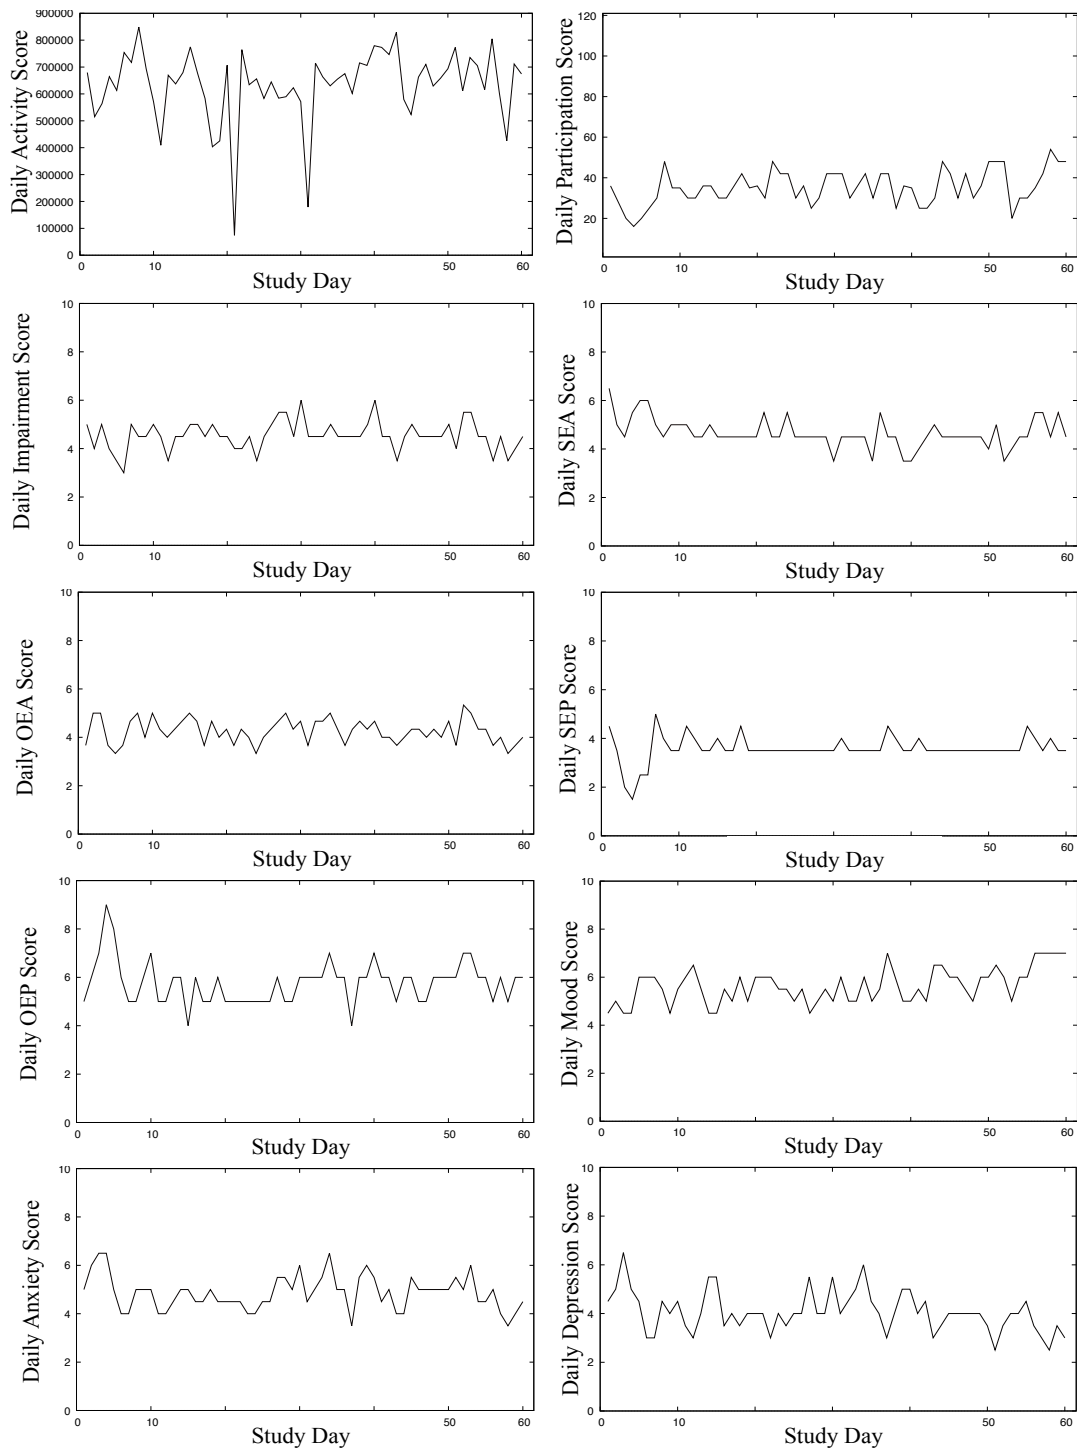 900000
800000
700000
600000
500000
400000
300000
200000
100000
0
Daily Activity Score
0 10 50 60
Study Day
120
100
80
60
40
20
Daily Participation Score
0 10 50 60
Study Day
10
8
6
4
2
0
Daily Impairment Score
0 10 50 60
Study Day
10
8
6
4
2
0
Daily SEA Score
0 10 50 60
Study Day
10
8
6
4
2
0
Daily OEA Score
0 10 50 60
Study Day
10
8
6
4
2
0
Daily SEP Score
0 10 50 60
Study Day
10
8
6
4
2
0
Daily OEP Score
0 10 50 60
Study Day
10
8
6
4
2
0
Daily Mood Score
0 10 50 60
Study Day
10
8
6
4
2
0
Daily Anxiety Score
0 10 50 60
Study Day
10
8
6
4
2
0
Daily Depression Score
0 10 50 60
Study Day